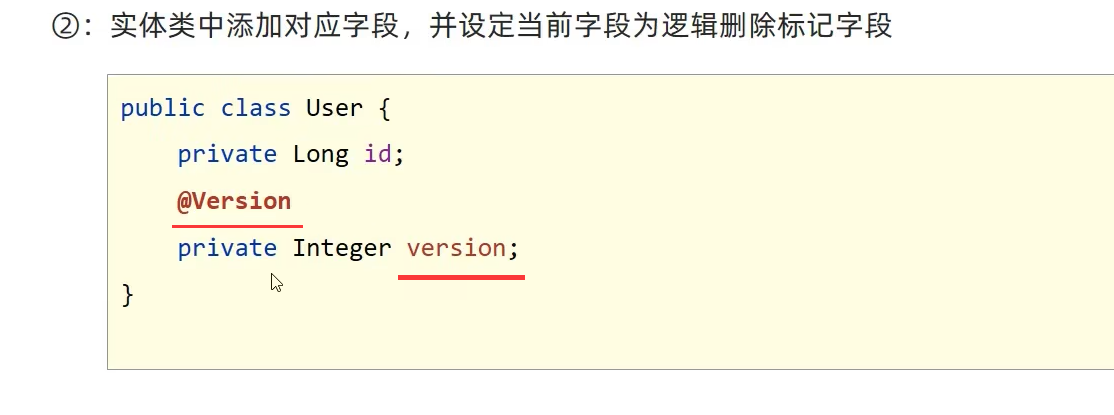 ②：实体类中添加对应字段，并设定当前字段为逻辑删除标记字段
public class User {
    private Long id;
    @Version
    private Integer version;
}